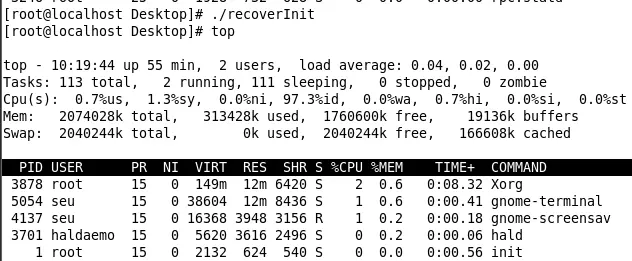 [root@localhost Desktop]# ./recoverInit
[root@localhost Desktop]# top
top - 10:19:44 up 55 min,  2 users,  load average: 0.04, 0.02, 0.00
Tasks: 113 total,   2 running, 111 sleeping,   0 stopped,   0 zombie
Cpu(s):  0.7%us,  1.3%sy,  0.0%ni, 97.3%id,  0.0%wa,  0.7%hi,  0.0%si,  0.0%st
Mem:   2074028k total,   313428k used,  1760600k free,    19136k buffers
Swap:  2040244k total,        0k used,  2040244k free,   166608k cached
PID USER      PR  NI  VIRT  RES  SHR S %CPU %MEM    TIME+  COMMAND
3878 root      15   0  149m  12m 6420 S    2  0.6   0:08.32 Xorg
5054 seu       15   0 38604  12m 8436 S    1  0.6   0:00.41 gnome-terminal
4137 seu       15   0 16368 3948 3156 R    1  0.2   0:00.18 gnome-screensav
3701 haldaemo  15   0  5620 3616 2496 S    0  0.2   0:00.06 hald
1 root      15   0  2132  624  540 S    0  0.0   0:00.56 init